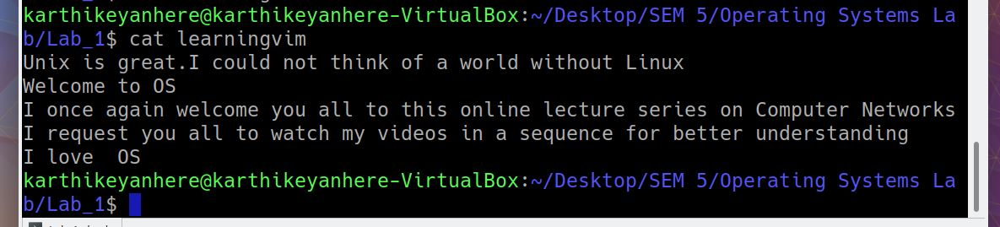 karthikeyanhere@karthikeyanhere-VirtualBox:~/Desktop/SEM 5/Operating Systems La
b/Lab_1$ cat learningvim
Unix is great.I could not think of a world without Linux
Welcome to OS
I once again welcome you all to this online lecture series on Computer Networks
I request you all to watch my videos in a sequence for better understanding
I love  OS
karthikeyanhere@karthikeyanhere-VirtualBox:~/Desktop/SEM 5/Operating Systems La
b/Lab_1$